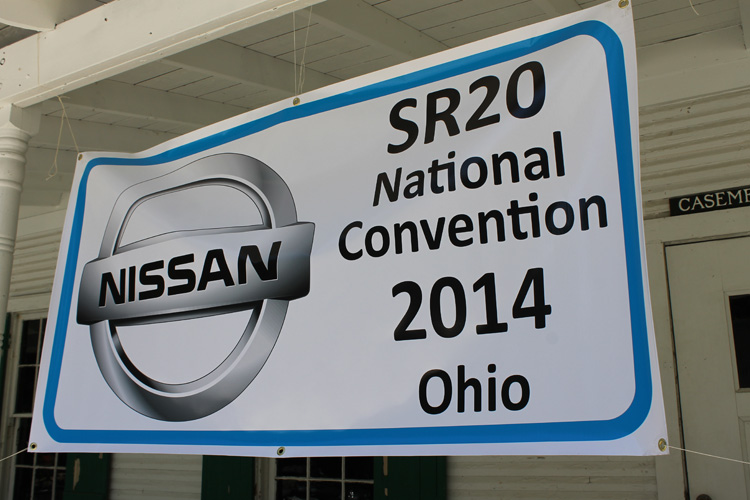 SR20
National
Convention
2014
Ohio
NISSAN